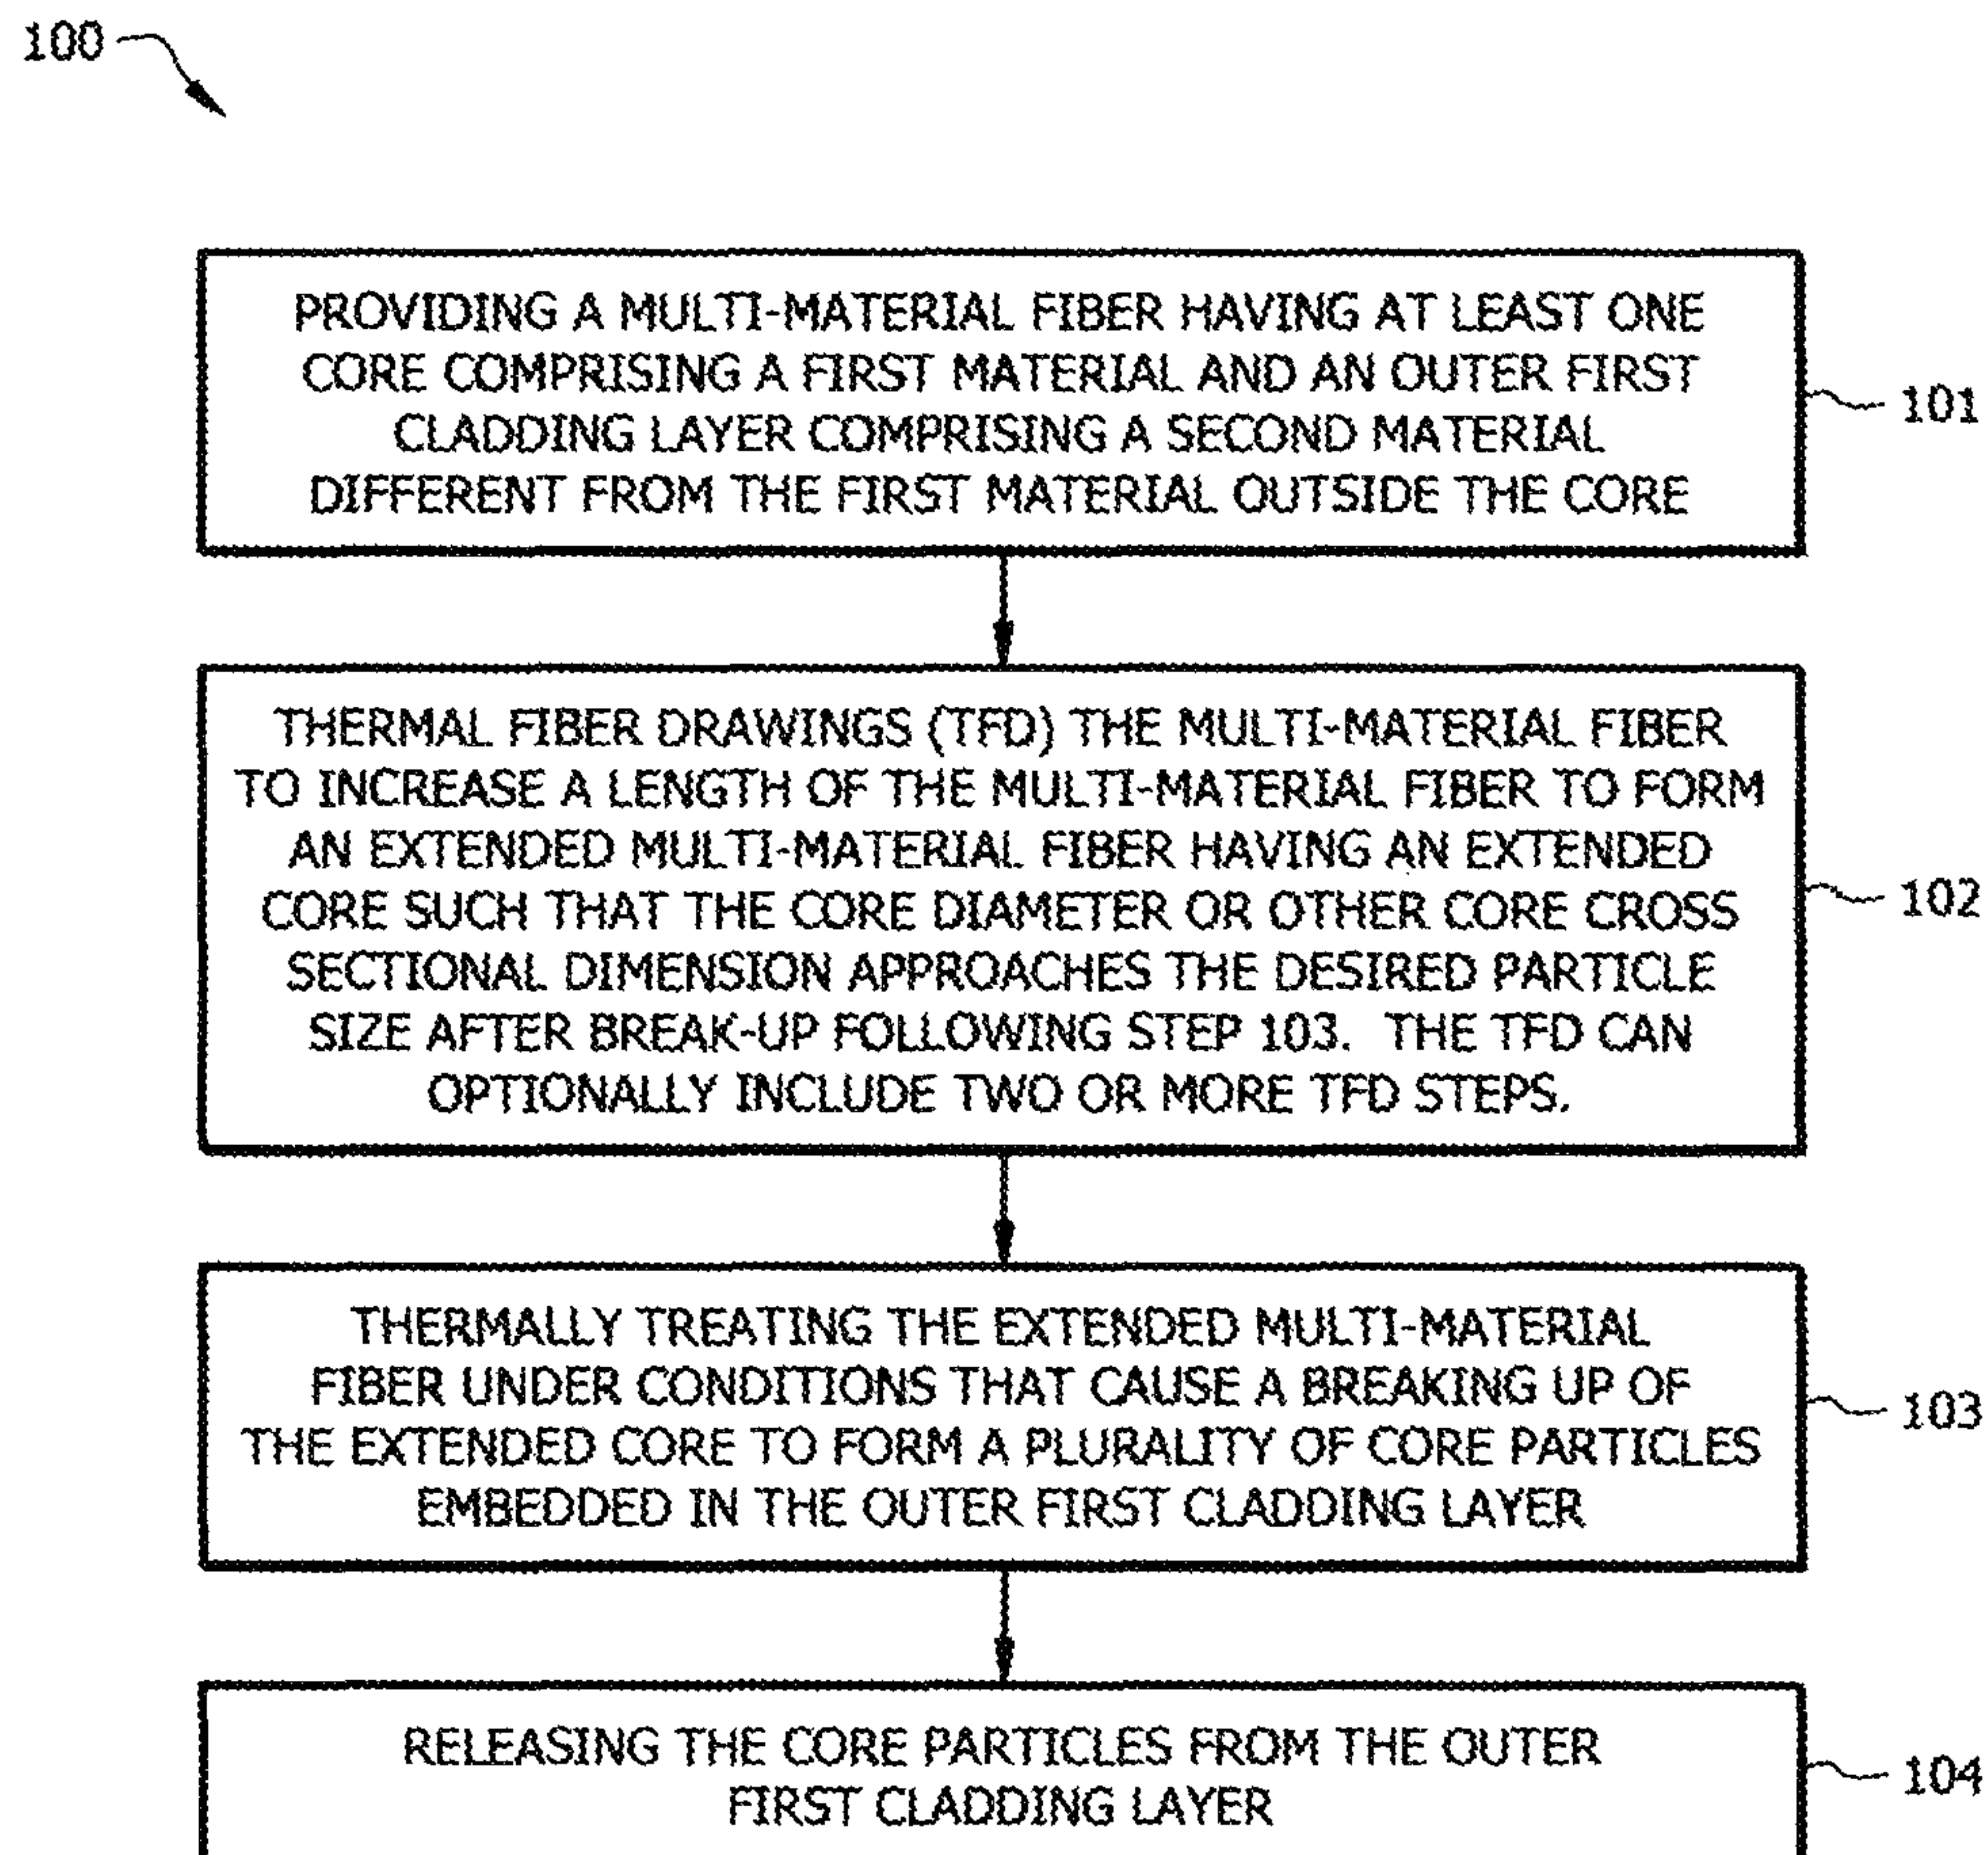 100
PROVIDING A MULTI-MATERIAL FIBER HAVING AT LEAST ONE
CORE COMPRISING A FIRST MATERIAL AND AN OUTER FIRST
CLADDING LAYER COMPRISING A SECOND MATERIAL
DIFFERENT FROM THE FIRST MATERIAL OUTSIDE THE CORE
101
THERMAL FIBER DRAWINGS (TFD) THE MULTI-MATERIAL FIBER
TO INCREASE A LENGTH OF THE MULTI-MATERIAL FIBER TO FORM
AN EXTENDED MULTI-MATERIAL FIBER HAVING AN EXTENDED
CORE SUCH THAT THE CORE DIAMETER OR OTHER CORE CROSS
SECTIONAL DIMENSION APPROACHES THE DESIRED PARTICLE
SIZE AFTER BREAK-UP FOLLOWING STEP 103. THE TFD CAN
OPTIONALLY INCLUDE TWO OR MORE TFD STEPS.
102
THERMALLY TREATING THE EXTENDED MULTI-MATERIAL
FIBER UNDER CONDITIONS THAT CAUSE A BREAKING UP OF
THE EXTENDED CORE TO FORM A PLURALITY OF CORE PARTICLES
EMBEDDED IN THE OUTER FIRST CLADDING LAYER
103
RELEASING THE CORE PARTICLES FROM THE OUTER
FIRST CLADDING LAYER
104